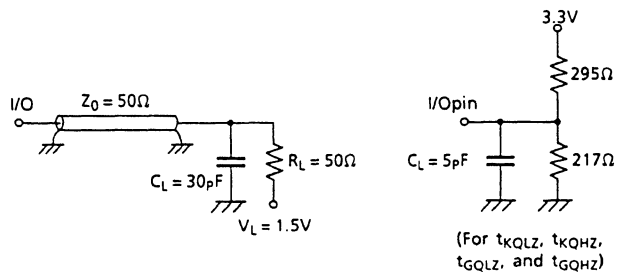 I/O
Z0 = 50Ω
CL = 30pF
RL = 50Ω
VL = 1.5V
3.3V
295Ω
I/Opin
CL = 5pF
217Ω
(For tKQLZ, tKQHZ,
tGQLZ, and tGQHZ)